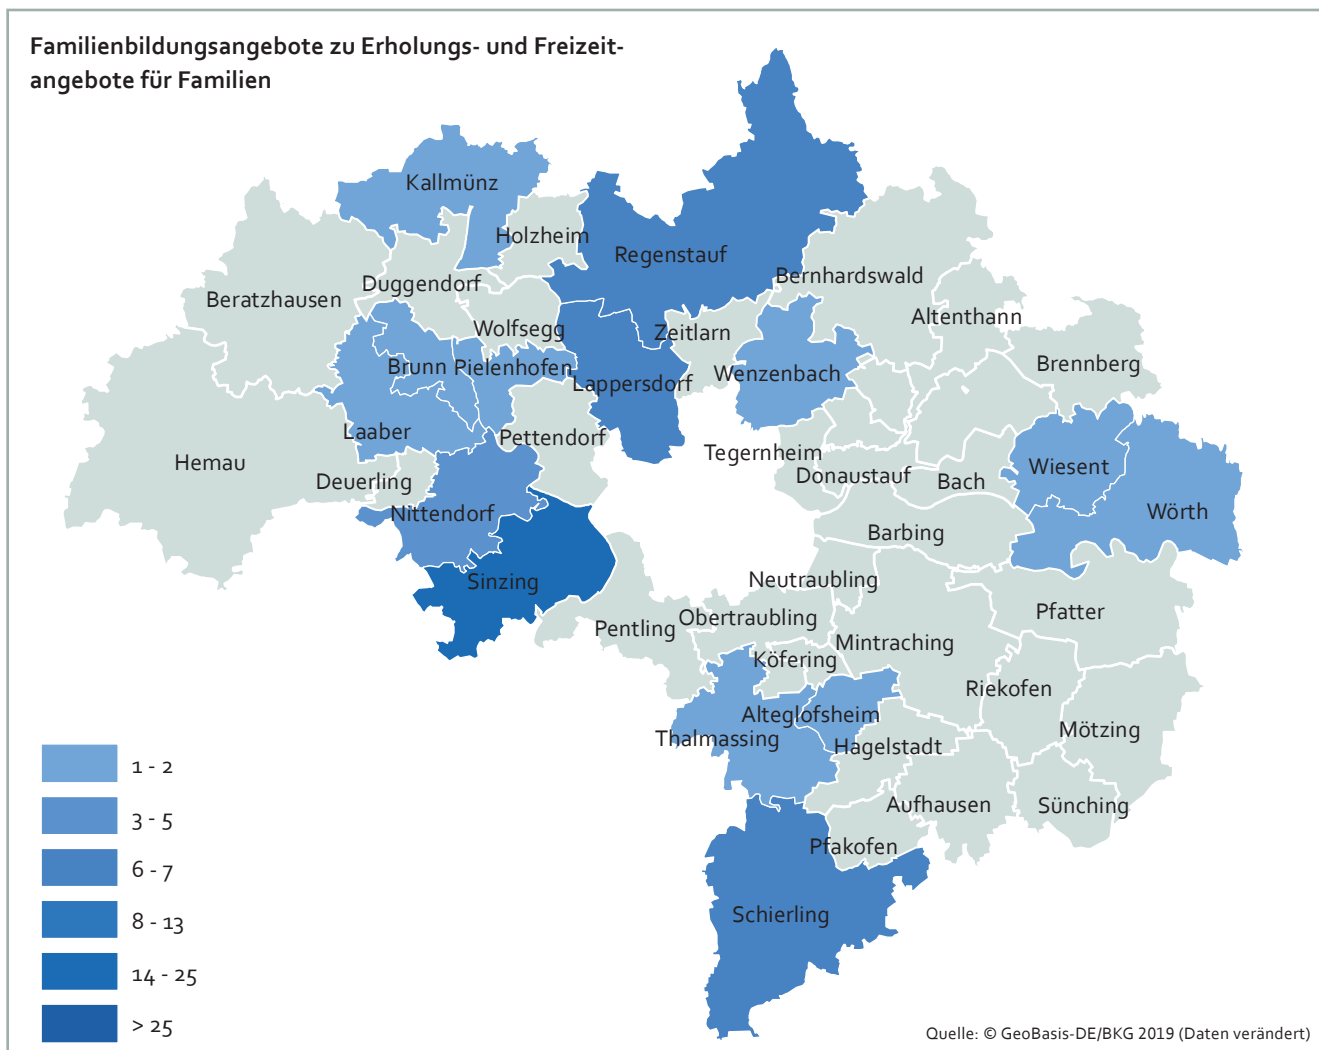 Familienbildungsangebote zu Erholungs- und Freizeit-
angebote für Familien
Kallmünz
Holzheim
Regenstauf
Bernhardswald
Duggendorf
Beratzhausen
Altenthann
Wolfsegg
Zeitlarn
Brennberg
Brunn
Pielenhofen
Lappersdorf
Wenzenbach
Laaber
Pettendorf
Tegernheim
Hemau
Wiesent
Deuerling
Donaustauf
Bach
Nittendorf
Wörth
Barbing
Sinzing
Neutraubling
Pfatter
Obertraubling
Pentling
Mintraching
Köfering
Riekofen
Alteglofsheim
Mötzing
Thalmassing
Hagelstadt
Aufhausen
Sünching
Pfakofen
Schierling
1 - 2
3 - 5
6 - 7
8 - 13
14 - 25
> 25
Quelle: © GeoBasis-DE/BKG 2019 (Daten verändert)